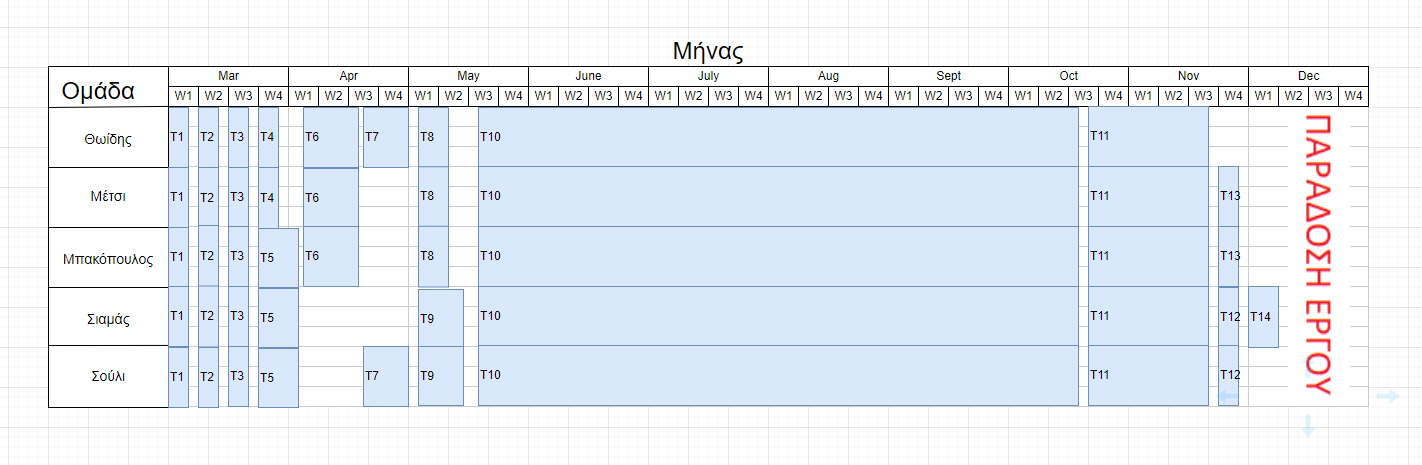 Μήνας
Ομάδα
Mar Apr May June July Aug Sept Oct Nov Dec
W1 W2 W3 W4 W1 W2 W3 W4 W1 W2 W3 W4 W1 W2 W3 W4 W1 W2 W3 W4 W1 W2 W3 W4 W1 W2 W3 W4 W1 W2 W3 W4 W1 W2 W3 W4 W1 W2 W3 W4
Θωίδης T1 T2 T3 T4 T6 T7 T8 T10 T11
Μέτσι T1 T2 T3 T4 T6 T8 T10 T11 T13
Μπακόπουλος T1 T2 T3 T5 T6 T8 T10 T11 T13
Σιαμάς T1 T2 T3 T5 T9 T10 T11 T12 T14
Σούλι T1 T2 T3 T5 T7 T9 T10 T11 T12
ΠΑΡΑΔΟΣΗ ΕΡΓΟΥ